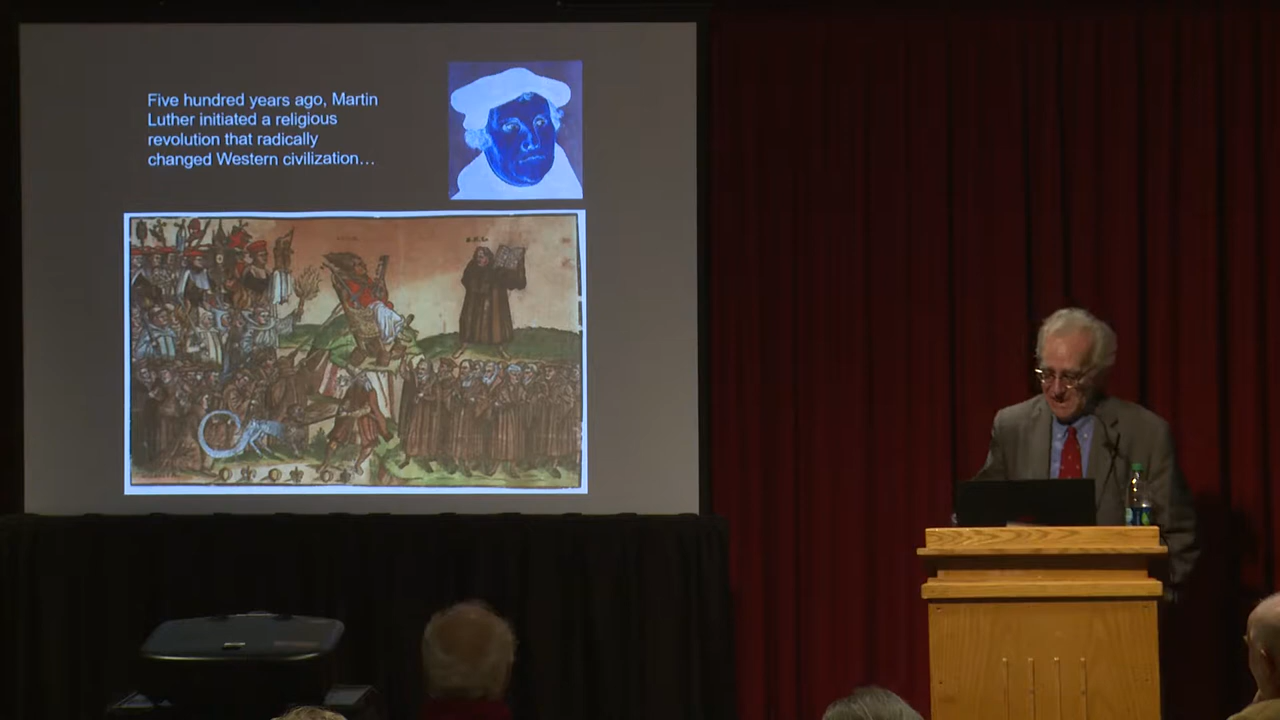 Five hundred years ago, Martin
Luther initiated a religious
revolution that radically
changed Western civilization…